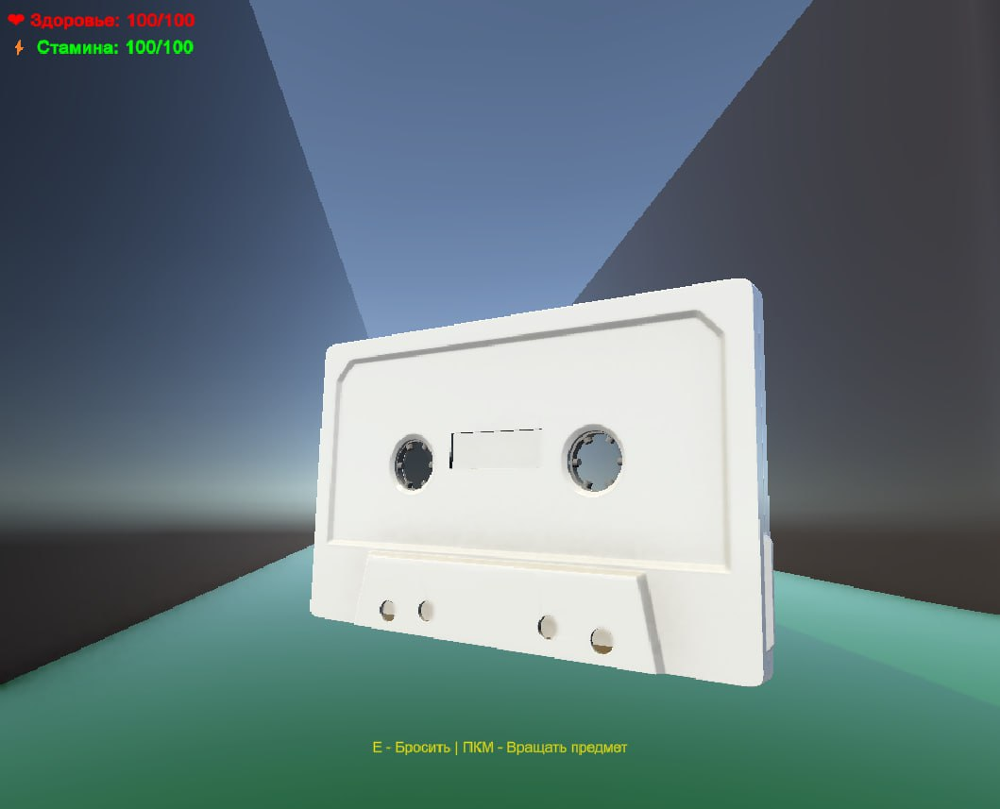 ❤ Здоровье: 100/100
⚡ Стамина: 100/100
E - Бросить | ПКМ - Вращать предмет